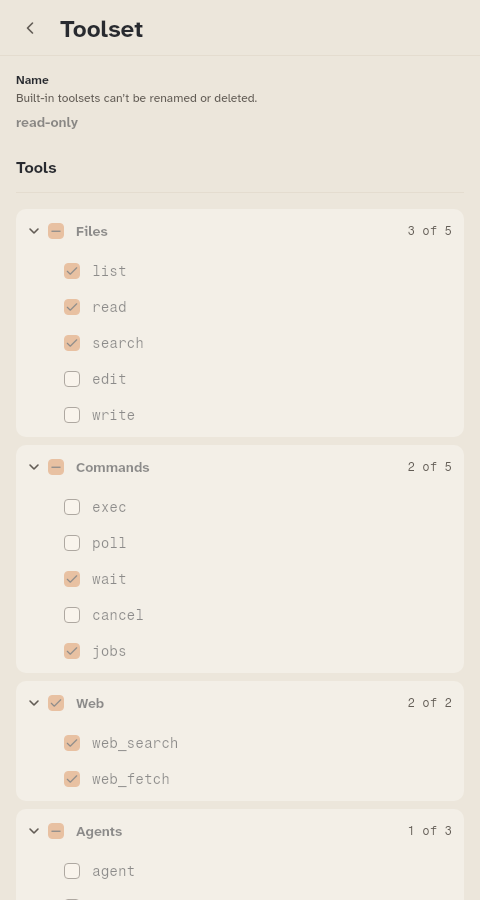 Toolset
Name
Built-in toolsets can't be renamed or deleted.
read-only
Tools
Files 3 of 5
list
read
search
edit
write
Commands 2 of 5
exec
poll
wait
cancel
jobs
Web 2 of 2
web_search
web_fetch
Agents 1 of 3
agent